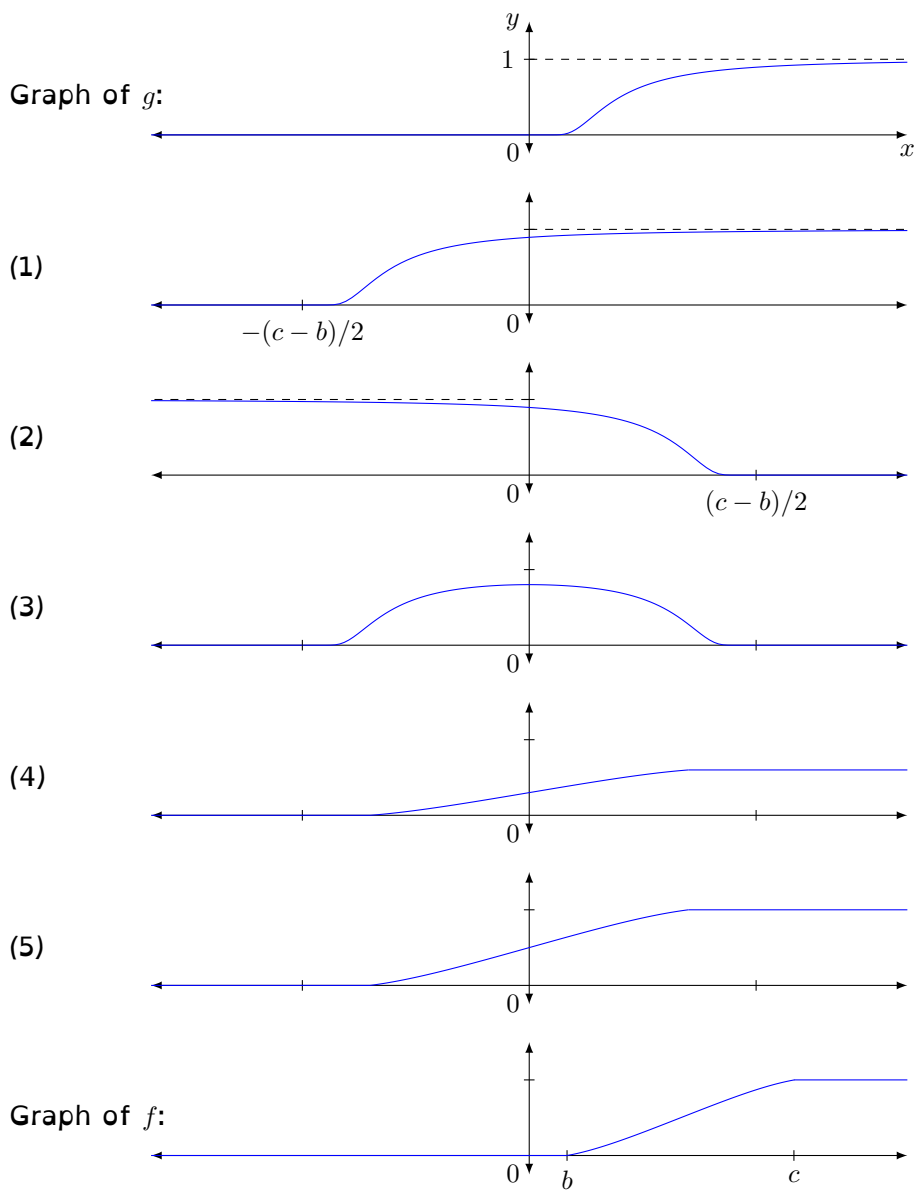 y
1
Graph of g:
0
x
(1)
0
−(c − b)/2
(2)
0
(c − b)/2
(3)
0
(4)
0
(5)
0
Graph of f:
0
b
c